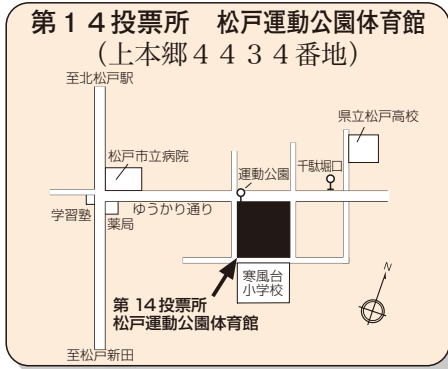 第１４投票所　松戸運動公園体育館
（上本郷４４３４番地）
至北松戸駅
県立松戸高校
松戸市立病院
運動公園
千駄堀口
学習塾
薬局
ゆうかり通り
寒風台
小学校
第 14 投票所
松戸運動公園体育館
至松戸新田
N